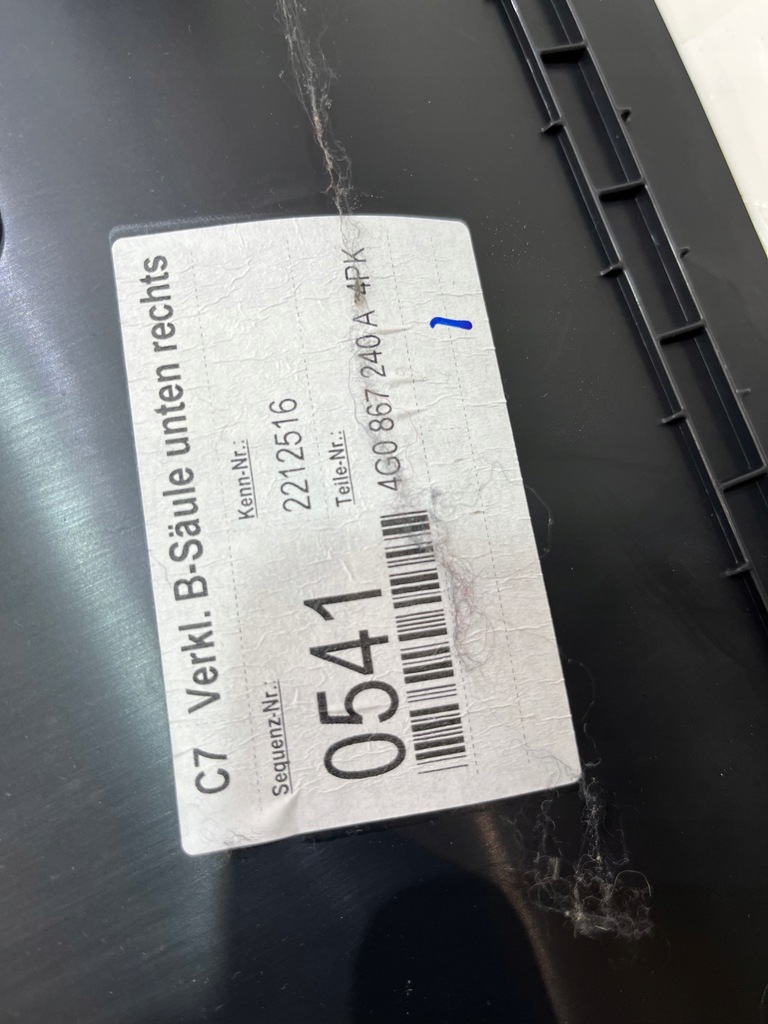 C7 Verkl. B-Säule unten rechts
Sequenz-Nr.:
0541
Kenn-Nr.:
2212516
Teile-Nr.:
4G0 867 240 A 4PK